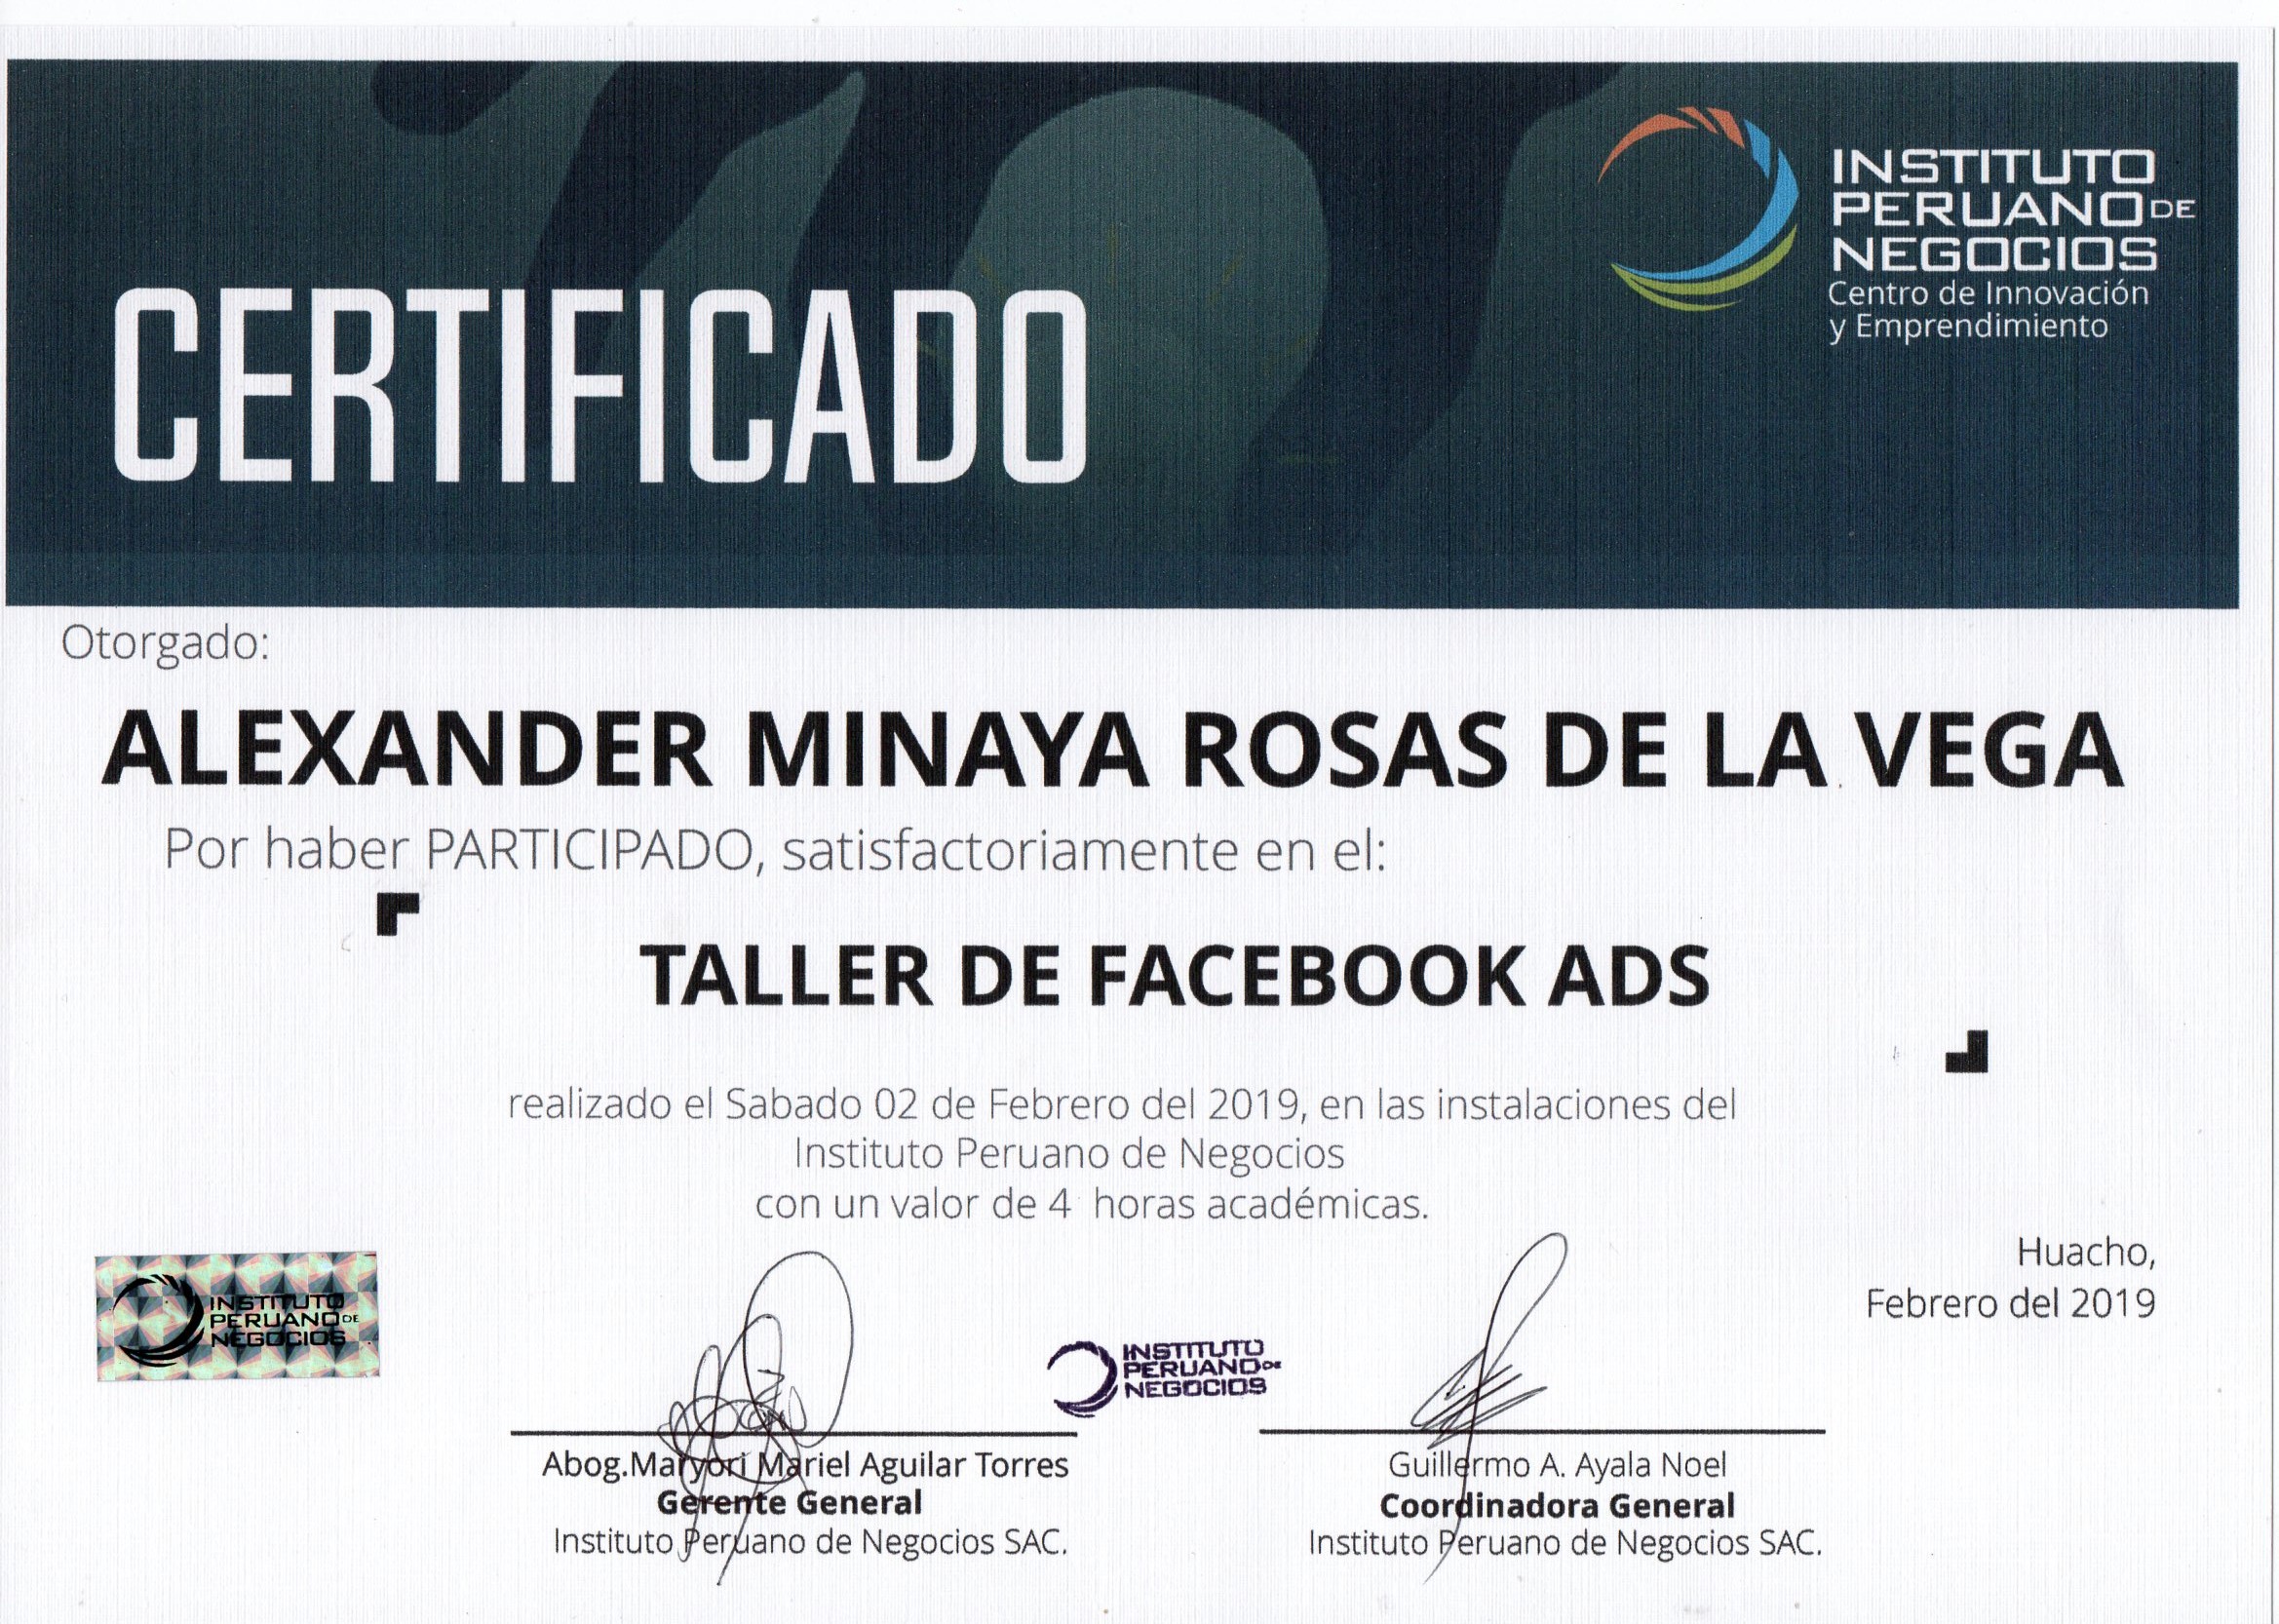 CERTIFICADO
INSTITUTO
PERUANO DE
NEGOCIOS
Centro de Innovación
y Emprendimiento
Otorgado:
ALEXANDER MINAYA ROSAS DE LA VEGA
Por haber PARTICIPADO, satisfactoriamente en el:
TALLER DE FACEBOOK ADS
realizado el Sabado 02 de Febrero del 2019, en las instalaciones del
Instituto Peruano de Negocios
con un valor de 4 horas académicas.
Huacho,
Febrero del 2019
INSTITUTO
PERUANO DE
NEGOCIOS
INSTITUTO
PERUANO DE
NEGOCIOS
Abog.Maryori Mariel Aguilar Torres
Gerente General
Instituto Peruano de Negocios SAC.
Guillermo A. Ayala Noel
Coordinadora General
Instituto Peruano de Negocios SAC.